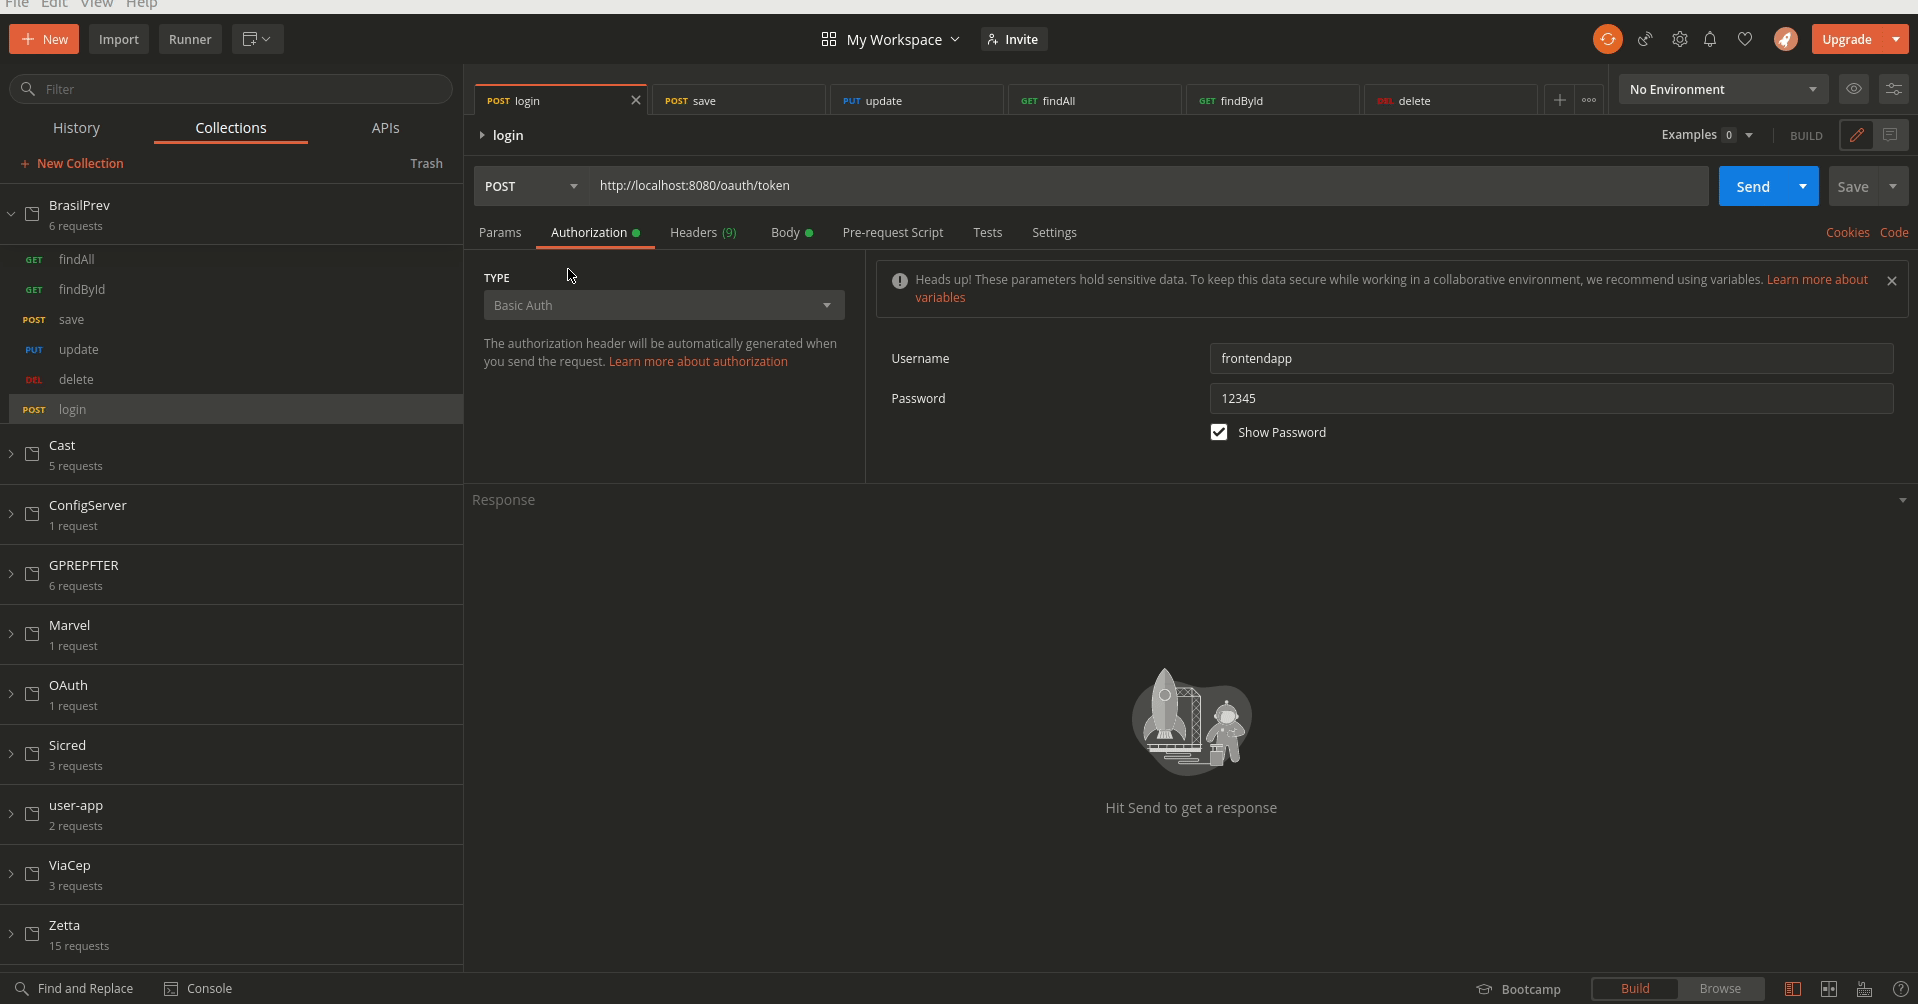 File Edit View Help
+ New Import Runner My Workspace Invite Upgrade
Filter
History Collections APIs
+ New Collection Trash
BrasilPrev
6 requests
GET findAll
GET findById
POST save
PUT update
DEL delete
POST login
Cast
5 requests
ConfigServer
1 request
GPREPFTER
6 requests
Marvel
1 request
OAuth
1 request
Sicred
3 requests
user-app
2 requests
ViaCep
3 requests
Zetta
15 requests
POST login POST save PUT update GET findAll GET findById DEL delete No Environment
login Examples 0 BUILD
POST http://localhost:8080/oauth/token Send Save
Params Authorization Headers (9) Body Pre-request Script Tests Settings Cookies Code
TYPE
Basic Auth
The authorization header will be automatically generated when
you send the request. Learn more about authorization
Heads up! These parameters hold sensitive data. To keep this data secure while working in a collaborative environment, we recommend using variables. Learn more about
variables
Username frontendapp
Password 12345
Show Password
Response
Hit Send to get a response
Find and Replace Console Bootcamp Build Browse